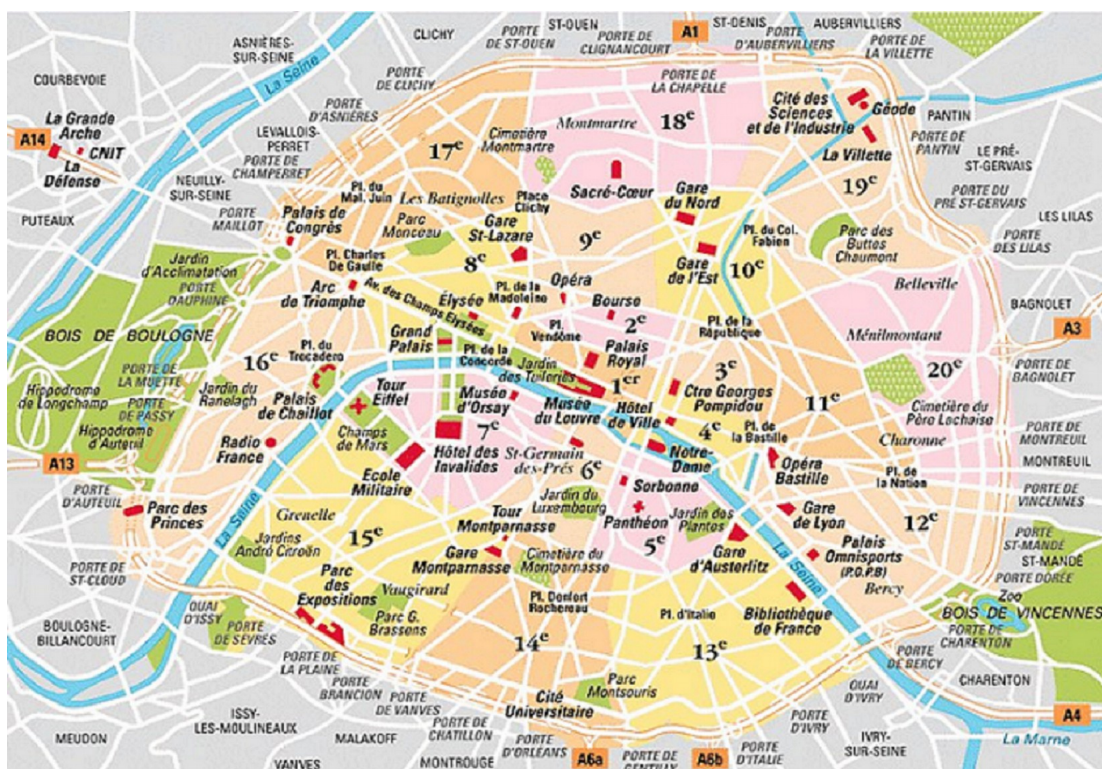 CLICHY
ST-OUEN
ST-DENIS
AUBERVILLIERS
PORTE
DE ST-OUEN
PORTE DE
CLIGNANCOURT
A1
PORTE
D'AUBERVILLIERS
PORTE DE
LA VILLETTE
ASNIÈRES-
SUR-SEINE
La Seine
COURBEVOIE
PORTE
DE CLICHY
PORTE DE
LA CHAPELLE
PORTE
D'ASNIÈRES
La Grande
Arche
A14
CNIT
La
Défense
LEVALLOIS-
PERRET
PORTE DE
CHAMPERRET
17e
Cimetière
Montmartre
Montmartre
18e
Cité des
Sciences
et de l'Industrie
Géode
PANTIN
PORTE DE
PANTIN
La Villette
LE PRÉ-
ST-GERVAIS
NEUILLY-
SUR-SEINE
PUTEAUX
Sacré-Cœur
19e
PORTE DU
PRÉ ST-GERVAIS
LES LILAS
PORTE
DES LILAS
PORTE
MAILLOT
Palais de
Congrès
Pl. du
Mal. Juin
Les Batignolles
Place
Clichy
Parc
Monceau
Gare
St-Lazare
Gare
du Nord
9e
Pl. du Col.
Fabien
Parc des
Buttes
Chaumont
Jardin
d'Acclimatation
Pl. Charles
De Gaulle
8e
Gare
de l'Est
10e
PORTE
DAUPHINE
Arc
de Triomphe
Av. des Champs Elysées
Élysée
Pl. de la
Madeleine
Opéra
Bourse
Belleville
BAGNOLET
A3
BOIS DE BOULOGNE
Grand
Palais
Pl.
Vendôme
2e
Pl. de la
République
Ménilmontant
16e
Pl. du
Trocadero
Pl. de la
Concorde
Palais
Royal
PORTE DE
LA MUETTE
Jardin
des Tuileries
3e
20e
PORTE DE
BAGNOLET
Hippodrome
de Longchamp
Jardin du
Ranelagh
PORTE
DE PASSY
Palais
de Chaillot
Tour
Eiffel
Musée
d'Orsay
1er
Musée
du Louvre
Ctre Georges
Pompidou
11e
Cimetière du
Père Lachaise
Hippodrome
d'Auteuil
Hôtel
de Ville
4e
Pl. de
la Bastille
Charonne
PORTE DE
MONTREUIL
Radio
France
Champs
de Mars
7e
Hôtel des
Invalides
St-Germain
des-Prés
Notre-
Dame
Opéra
Bastille
Pl. de
la Nation
MONTREUIL
A13
Ecole
Militaire
6e
Sorbonne
PORTE DE
VINCENNES
PORTE
D'AUTEUIL
Parc des
Princes
La Seine
Grenelle
Tour
Montparnasse
Jardin du
Luxembourg
Panthéon
Jardin des
Plantes
Gare
de Lyon
12e
PORTE
ST-MANDÉ
ST-MANDÉ
15e
Jardins
André Citroën
Gare
Montparnasse
Cimetière du
Montparnasse
5e
Gare
d'Austerlitz
La Seine
Palais
Omnisports
(P.O.P.B)
PORTE DORÉE
PORTE DE
ST-CLOUD
Parc
des
Expositions
Vaugirard
Pl. Denfert
Rochereau
Pl. d'Italie
Bibliothèque
de France
Bercy
Zoo
BOIS DE VINCENNES
QUAI
D'ISSY
PORTE
DE SÈVRES
Parc G.
Brassens
BOULOGNE-
BILLANCOURT
14e
13e
PORTE DE
CHARENTON
PORTE
DE BERCY
PORTE DE
LA PLAINE
PORTE
BRANCION
Parc
Montsouris
CHARENTON
QUAI
D'IVRY
PORTE
DE VANVES
Cité
Universitaire
PORTE
D'IVRY
ISSY-
LES-MOULINEAUX
PORTE DE
CHATILLON
A4
MEUDON
MALAKOFF
PORTE
D'ORLÉANS
PORTE
D'ITALIE
IVRY-
SUR-SEINE
La Marne
VANVES
MONTROUGE
A6a
PORTE DE
GENTILLY
A6b